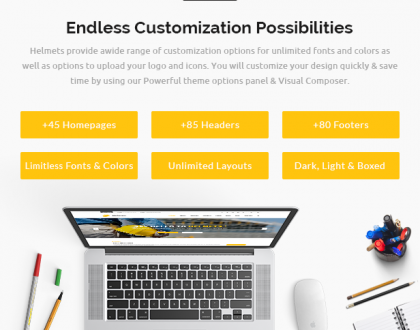 Endless Customization Possibilities
Helmets provide awide range of customization options for unlimited fonts and colors as
well as options to upload your logo and icons. You will customize your design quickly & save
time by using our Powerful theme options panel & Visual Composer.
+45 Homepages
+85 Headers
+80 Footers
Limitless Fonts & Colors
Unlimited Layouts
Dark, Light & Boxed